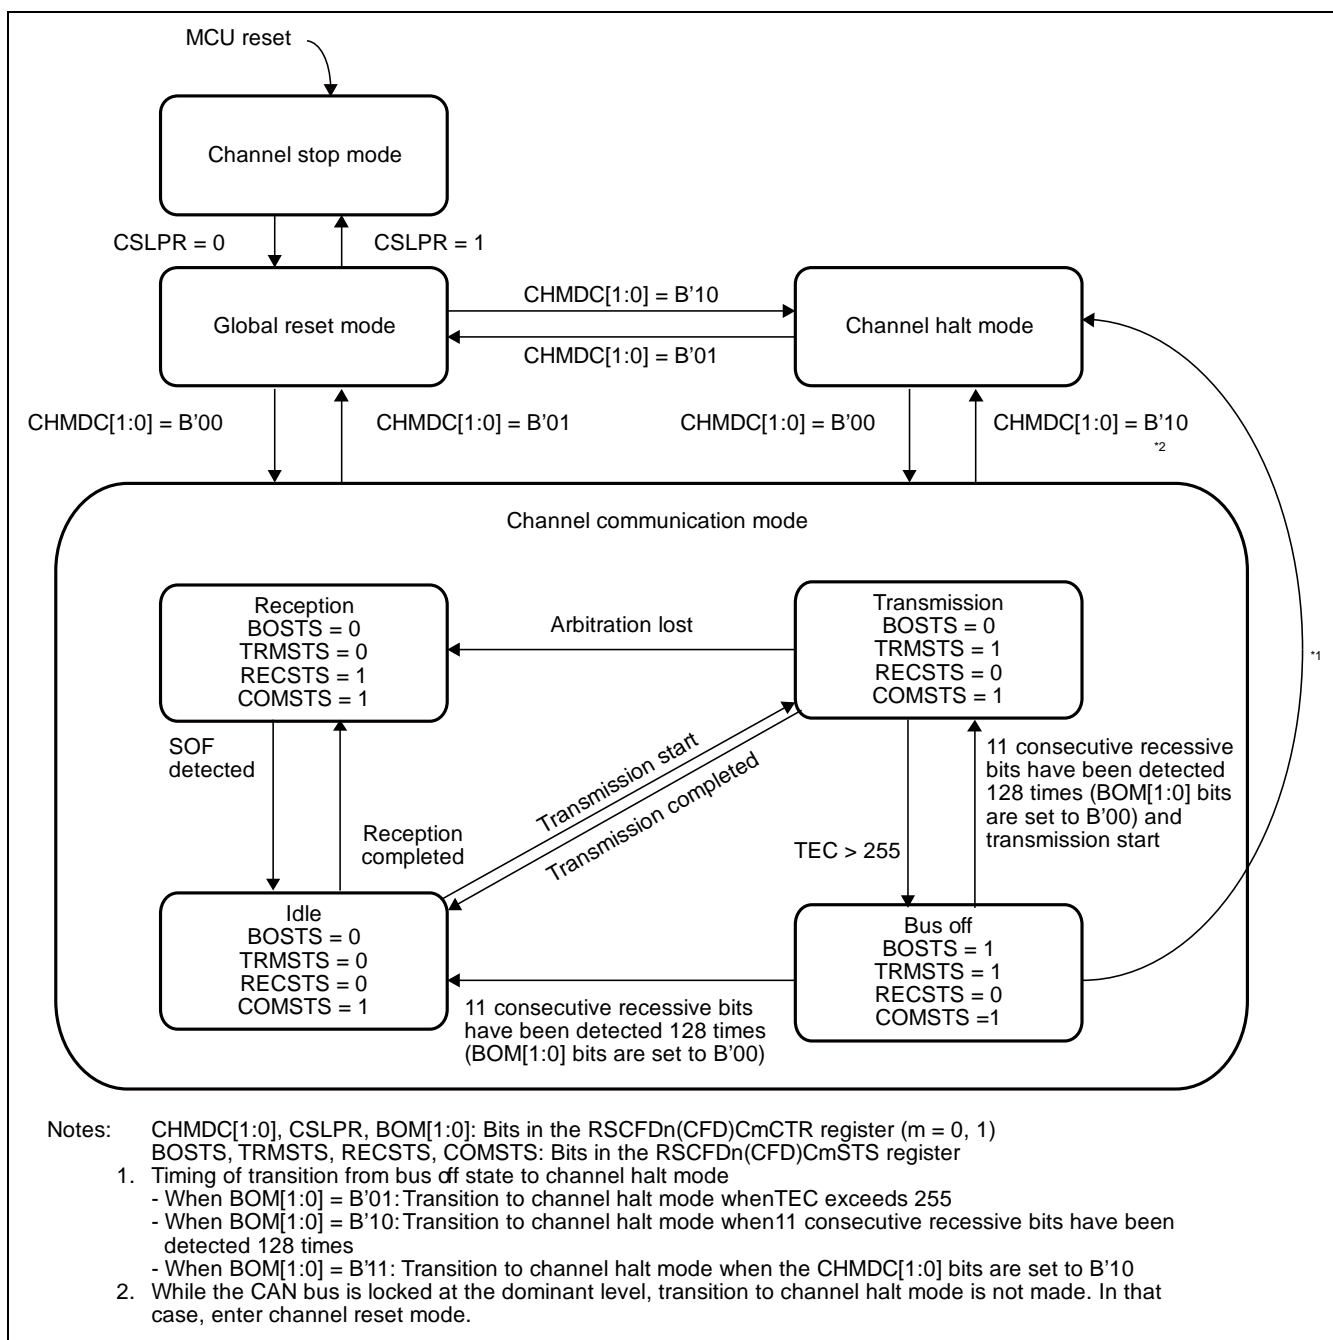 MCU reset
Channel stop mode
CSLPR = 0
CSLPR = 1
Global reset mode
CHMDC[1:0] = B'10
CHMDC[1:0] = B'01
Channel halt mode
CHMDC[1:0] = B'00
CHMDC[1:0] = B'01
CHMDC[1:0] = B'00
CHMDC[1:0] = B'10
*2
Channel communication mode
Reception
BOSTS = 0
TRMSTS = 0
RECSTS = 1
COMSTS = 1
Arbitration lost
Transmission
BOSTS = 0
TRMSTS = 1
RECSTS = 0
COMSTS = 1
*1
SOF
detected
Reception
completed
Transmission start
Transmission completed
TEC > 255
11 consecutive recessive
bits have been detected
128 times (BOM[1:0] bits
are set to B'00) and
transmission start
Idle
BOSTS = 0
TRMSTS = 0
RECSTS = 0
COMSTS = 1
11 consecutive recessive bits
have been detected 128 times
(BOM[1:0] bits are set to B'00)
Bus off
BOSTS = 1
TRMSTS = 1
RECSTS = 0
COMSTS =1
Notes: CHMDC[1:0], CSLPR, BOM[1:0]: Bits in the RSCFDn(CFD)CmCTR register (m = 0, 1)
BOSTS, TRMSTS, RECSTS, COMSTS: Bits in the RSCFDn(CFD)CmSTS register
1. Timing of transition from bus off state to channel halt mode
- When BOM[1:0] = B'01: Transition to channel halt mode when TEC exceeds 255
- When BOM[1:0] = B'10: Transition to channel halt mode when 11 consecutive recessive bits have been
detected 128 times
- When BOM[1:0] = B'11: Transition to channel halt mode when the CHMDC[1:0] bits are set to B'10
2. While the CAN bus is locked at the dominant level, transition to channel halt mode is not made. In that
case, enter channel reset mode.